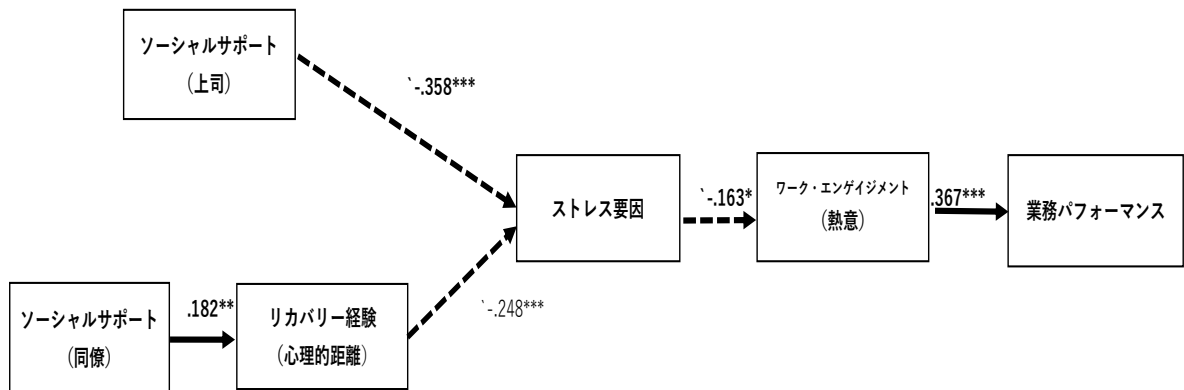 ソーシャルサポート
（上司）
`-.358***
ストレス要因
`-.163*
ワーク・エンゲイジメント
（熱意）
.367***
業務パフォーマンス
ソーシャルサポート
（同僚）
.182**
リカバリー経験
（心理的距離）
`-.248***